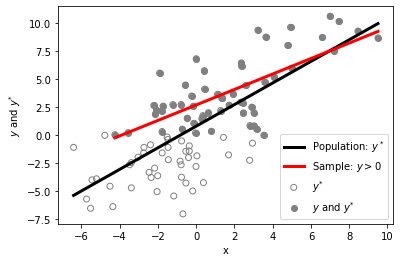 10.0
7.5
5.0
2.5
0.0
−2.5
−5.0
−7.5
y and y*
−6 −4 −2 0 2 4 6 8
x
Population: y*
Sample: y > 0
y*
y and y*